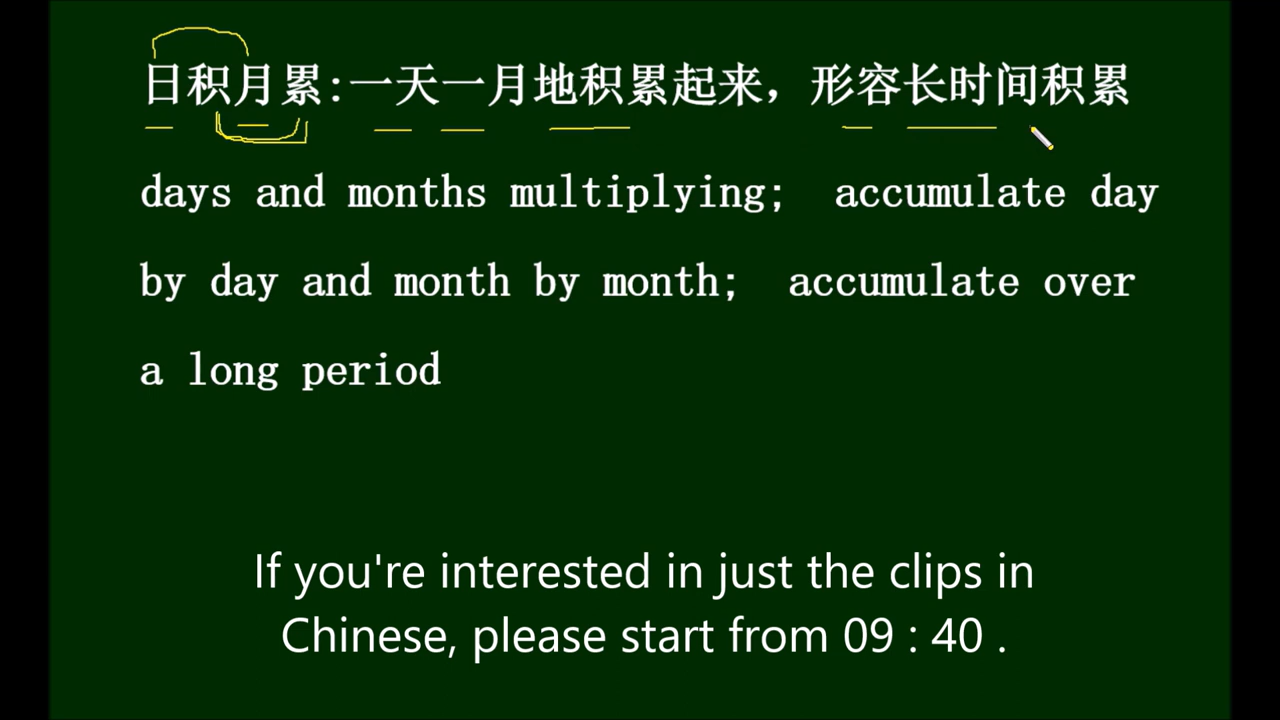 日积月累:一天一月地积累起来，形容长时间积累
days and months multiplying; accumulate day
by day and month by month; accumulate over
a long period
If you're interested in just the clips in
Chinese, please start from 09 : 40 .